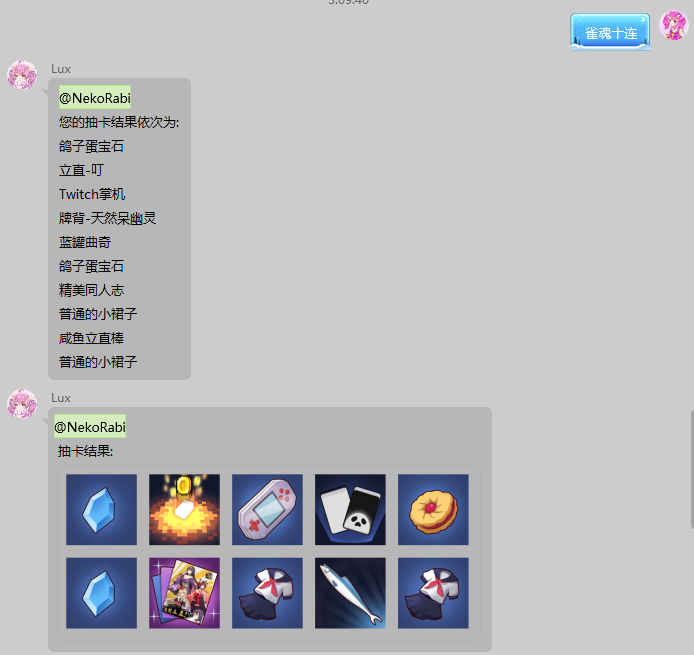 雀魂十连
Lux
@NekoRabi
您的抽卡结果依次为:
鸽子蛋宝石
立直-叮
Twitch掌机
牌背-天然呆幽灵
蓝罐曲奇
鸽子蛋宝石
精美同人志
普通的小裙子
咸鱼立直棒
普通的小裙子
Lux
@NekoRabi
抽卡结果: